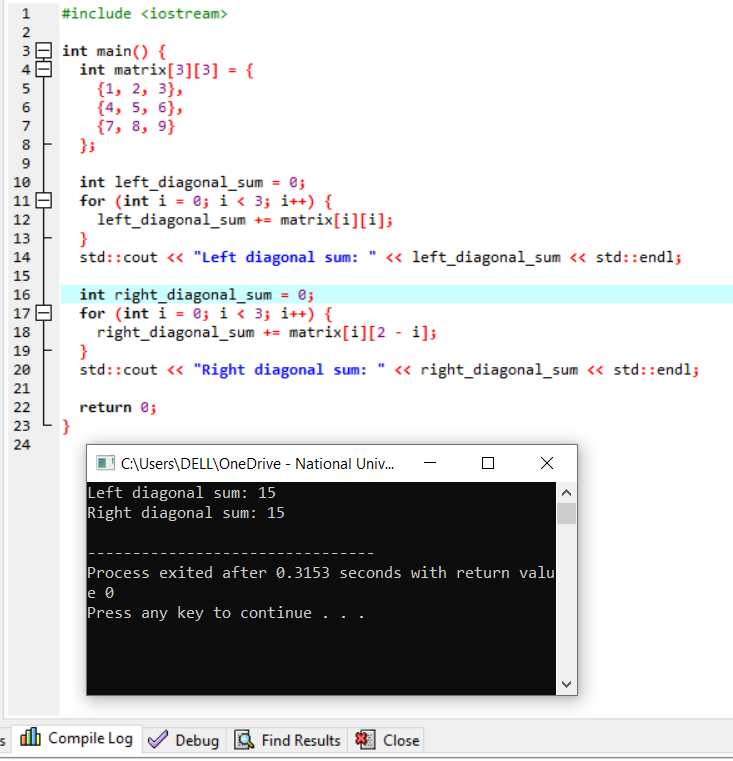 1 #include <iostream>
2
3 int main() {
4 int matrix[3][3] = {
5 {1, 2, 3},
6 {4, 5, 6},
7 {7, 8, 9}
8 };
9
10 int left_diagonal_sum = 0;
11 for (int i = 0; i < 3; i++) {
12 left_diagonal_sum += matrix[i][i];
13 }
14 std::cout << "Left diagonal sum: " << left_diagonal_sum << std::endl;
15
16 int right_diagonal_sum = 0;
17 for (int i = 0; i < 3; i++) {
18 right_diagonal_sum += matrix[i][2 - i];
19 }
20 std::cout << "Right diagonal sum: " << right_diagonal_sum << std::endl;
21
22 return 0;
23 }
24
C:\Users\DELL\OneDrive - National Univ...
Left diagonal sum: 15
Right diagonal sum: 15
--------------------------------
Process exited after 0.3153 seconds with return valu
e 0
Press any key to continue . . .
s Compile Log Debug Find Results Close